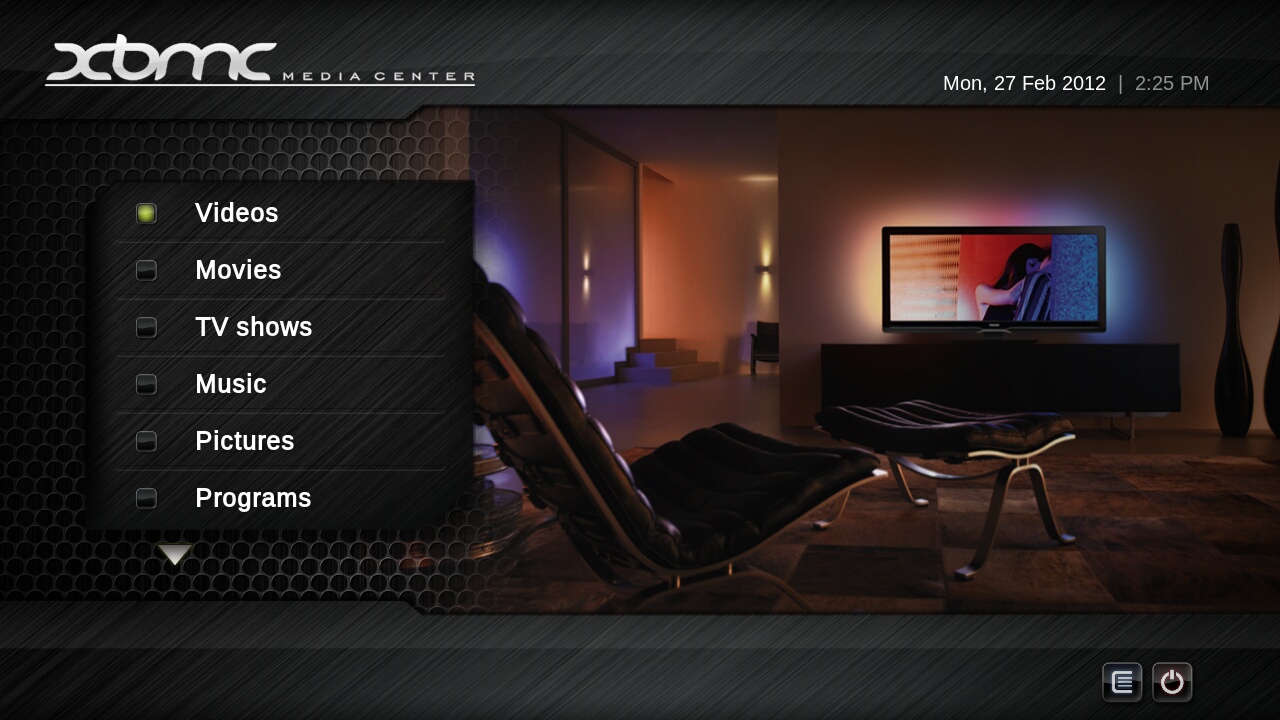 xbmc MEDIA CENTER
Mon, 27 Feb 2012 | 2:25 PM
Videos
Movies
TV shows
Music
Pictures
Programs